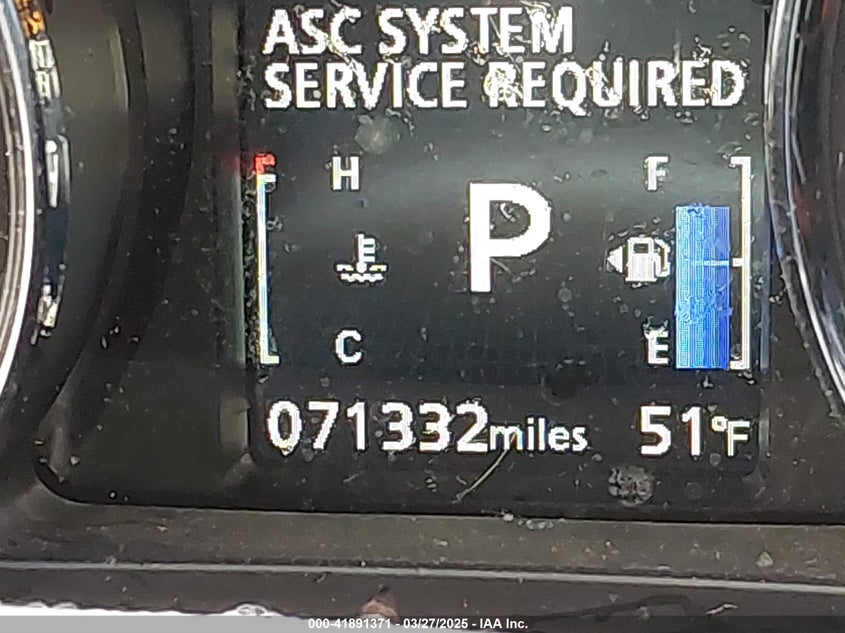 ASC SYSTEM
SERVICE REQUIRED
H F
P
C E
071332miles 51°F
000-41891371 - 03/27/2025 - IAA Inc.